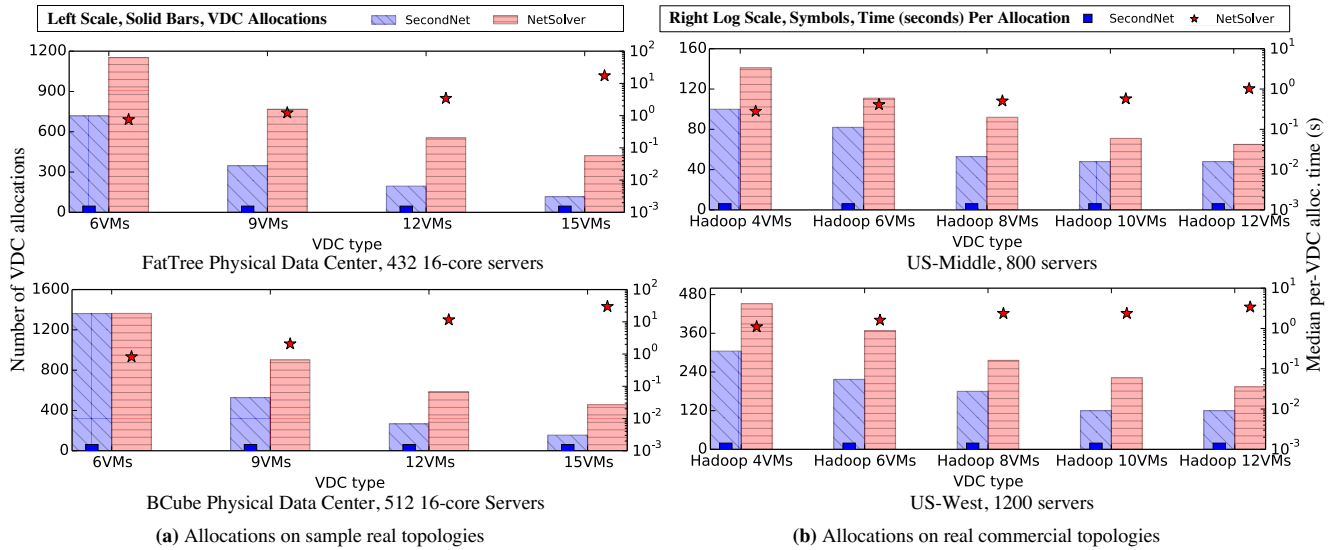 Left Scale, Solid Bars, VDC Allocations
SecondNet
NetSolver
Right Log Scale, Symbols, Time (seconds) Per Allocation
SecondNet
NetSolver
Number of VDC allocations
1200
900
600
300
0
10^2
10^1
10^0
10^-1
10^-2
10^-3
6VMs
9VMs
12VMs
15VMs
VDC type
FatTree Physical Data Center, 432 16-core servers
1600
1200
800
400
0
10^2
10^1
10^0
10^-1
10^-2
10^-3
6VMs
9VMs
12VMs
15VMs
VDC type
BCube Physical Data Center, 512 16-core Servers
(a) Allocations on sample real topologies
160
120
80
40
0
10^1
10^0
10^-1
10^-2
10^-3
Hadoop 4VMs
Hadoop 6VMs
Hadoop 8VMs
Hadoop 10VMs
Hadoop 12VMs
VDC type
US-Middle, 800 servers
480
360
240
120
0
10^1
10^0
10^-1
10^-2
10^-3
Hadoop 4VMs
Hadoop 6VMs
Hadoop 8VMs
Hadoop 10VMs
Hadoop 12VMs
VDC type
US-West, 1200 servers
Median per-VDC alloc. time (s)
(b) Allocations on real commercial topologies